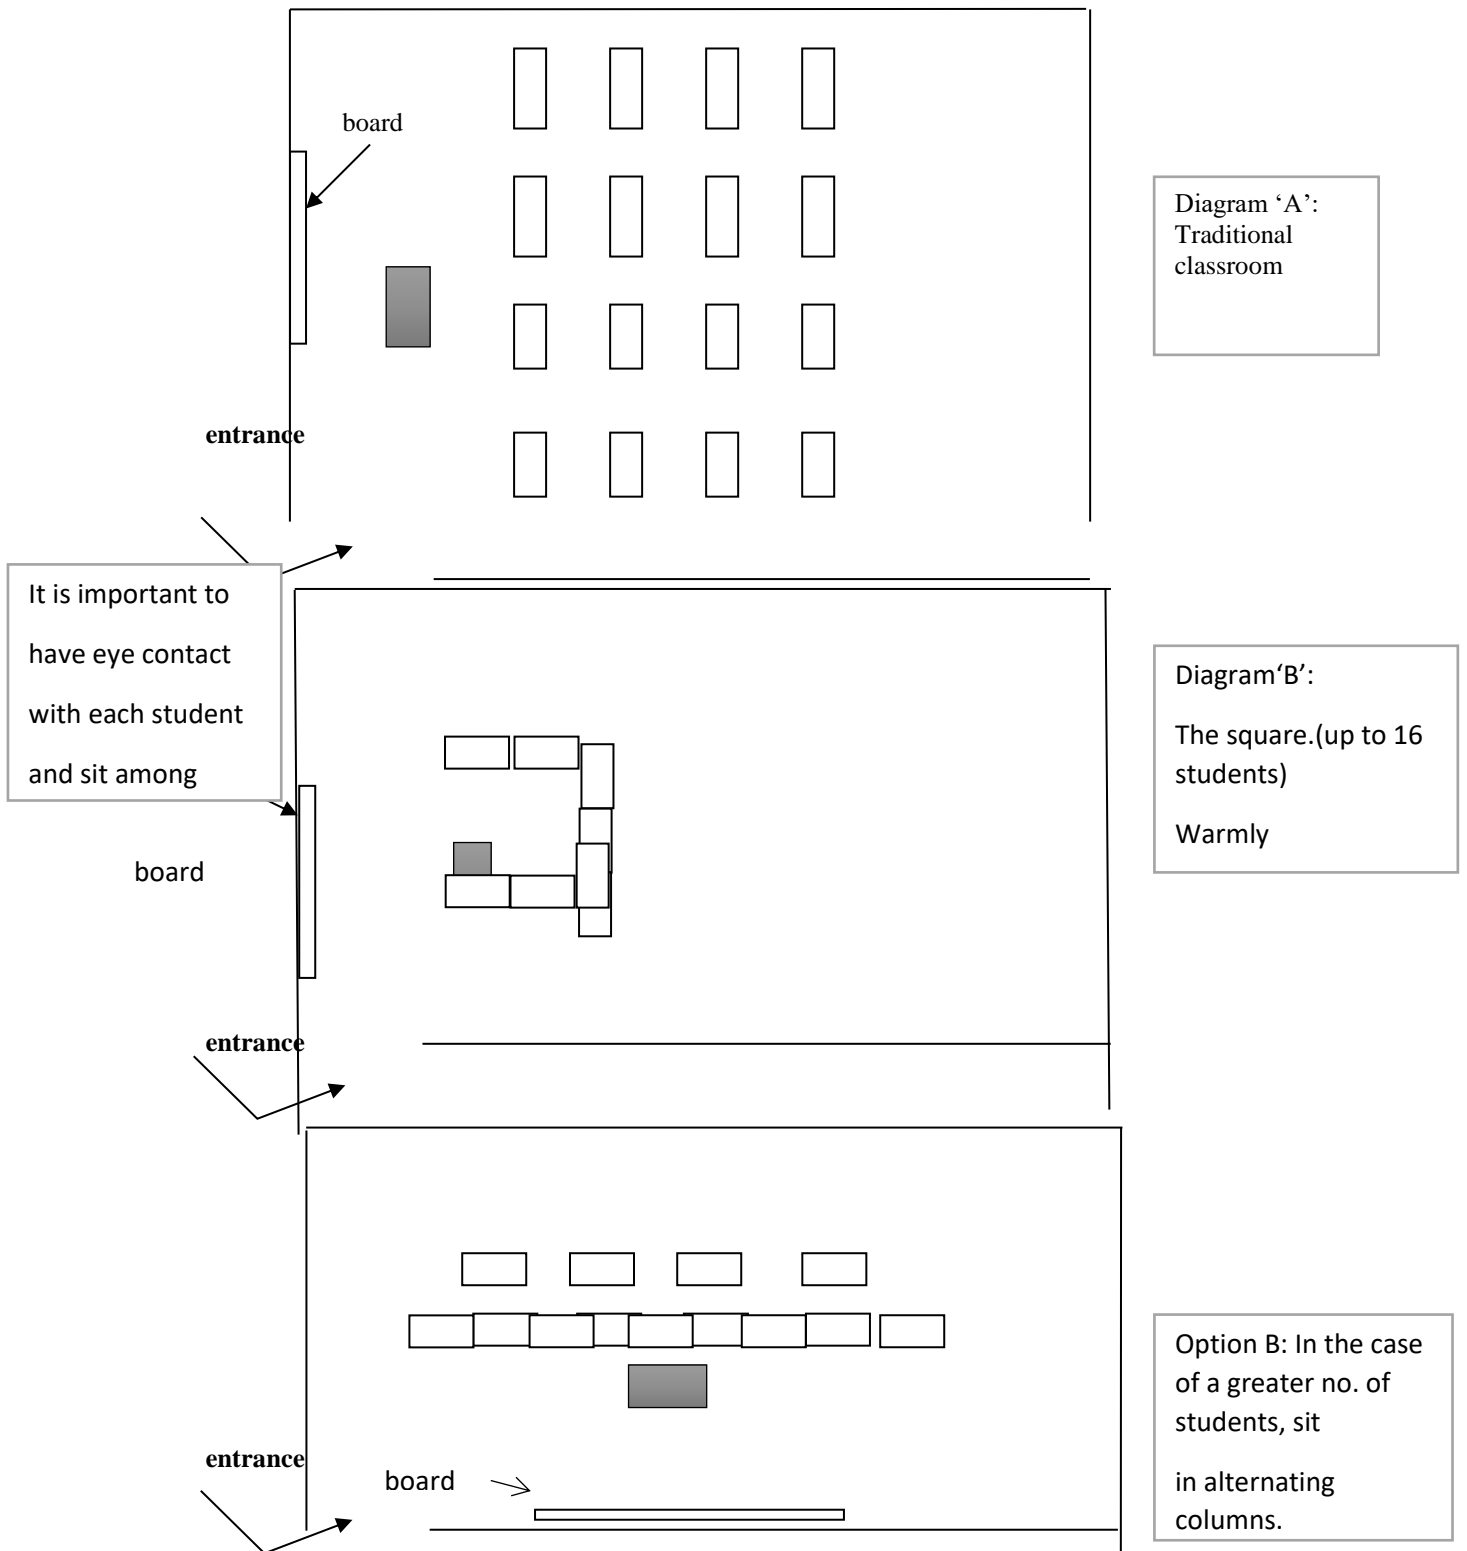 board
Diagram ‘A’:
Traditional
classroom
entrance
It is important to
have eye contact
with each student
and sit among
Diagram‘B’:
The square.(up to 16
students)
Warmly
board
entrance
Option B: In the case
of a greater no. of
students, sit
in alternating
columns.
entrance
board